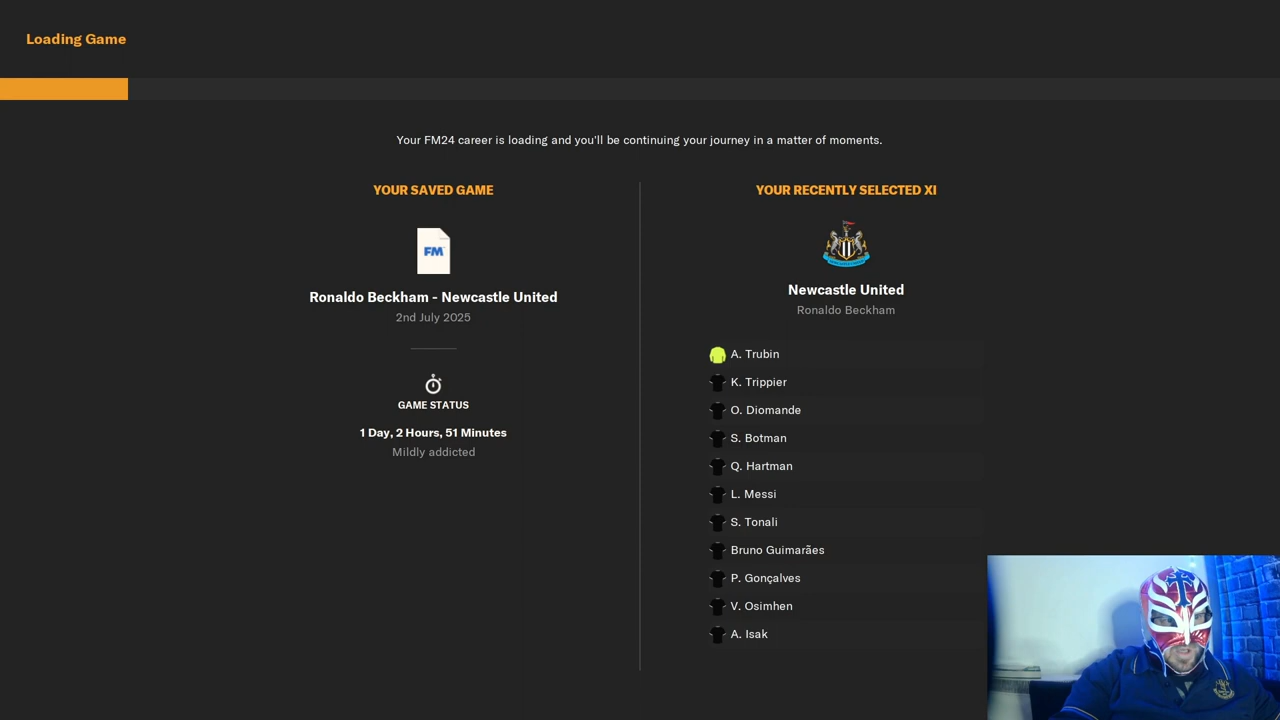 Loading Game
Your FM24 career is loading and you'll be continuing your journey in a matter of moments.
YOUR SAVED GAME
FM
Ronaldo Beckham - Newcastle United
2nd July 2025
GAME STATUS
1 Day, 2 Hours, 51 Minutes
Mildly addicted
YOUR RECENTLY SELECTED XI
Newcastle United
Ronaldo Beckham
A. Trubin
K. Trippier
O. Diomande
S. Botman
Q. Hartman
L. Messi
S. Tonali
Bruno Guimarães
P. Gonçalves
V. Osimhen
A. Isak